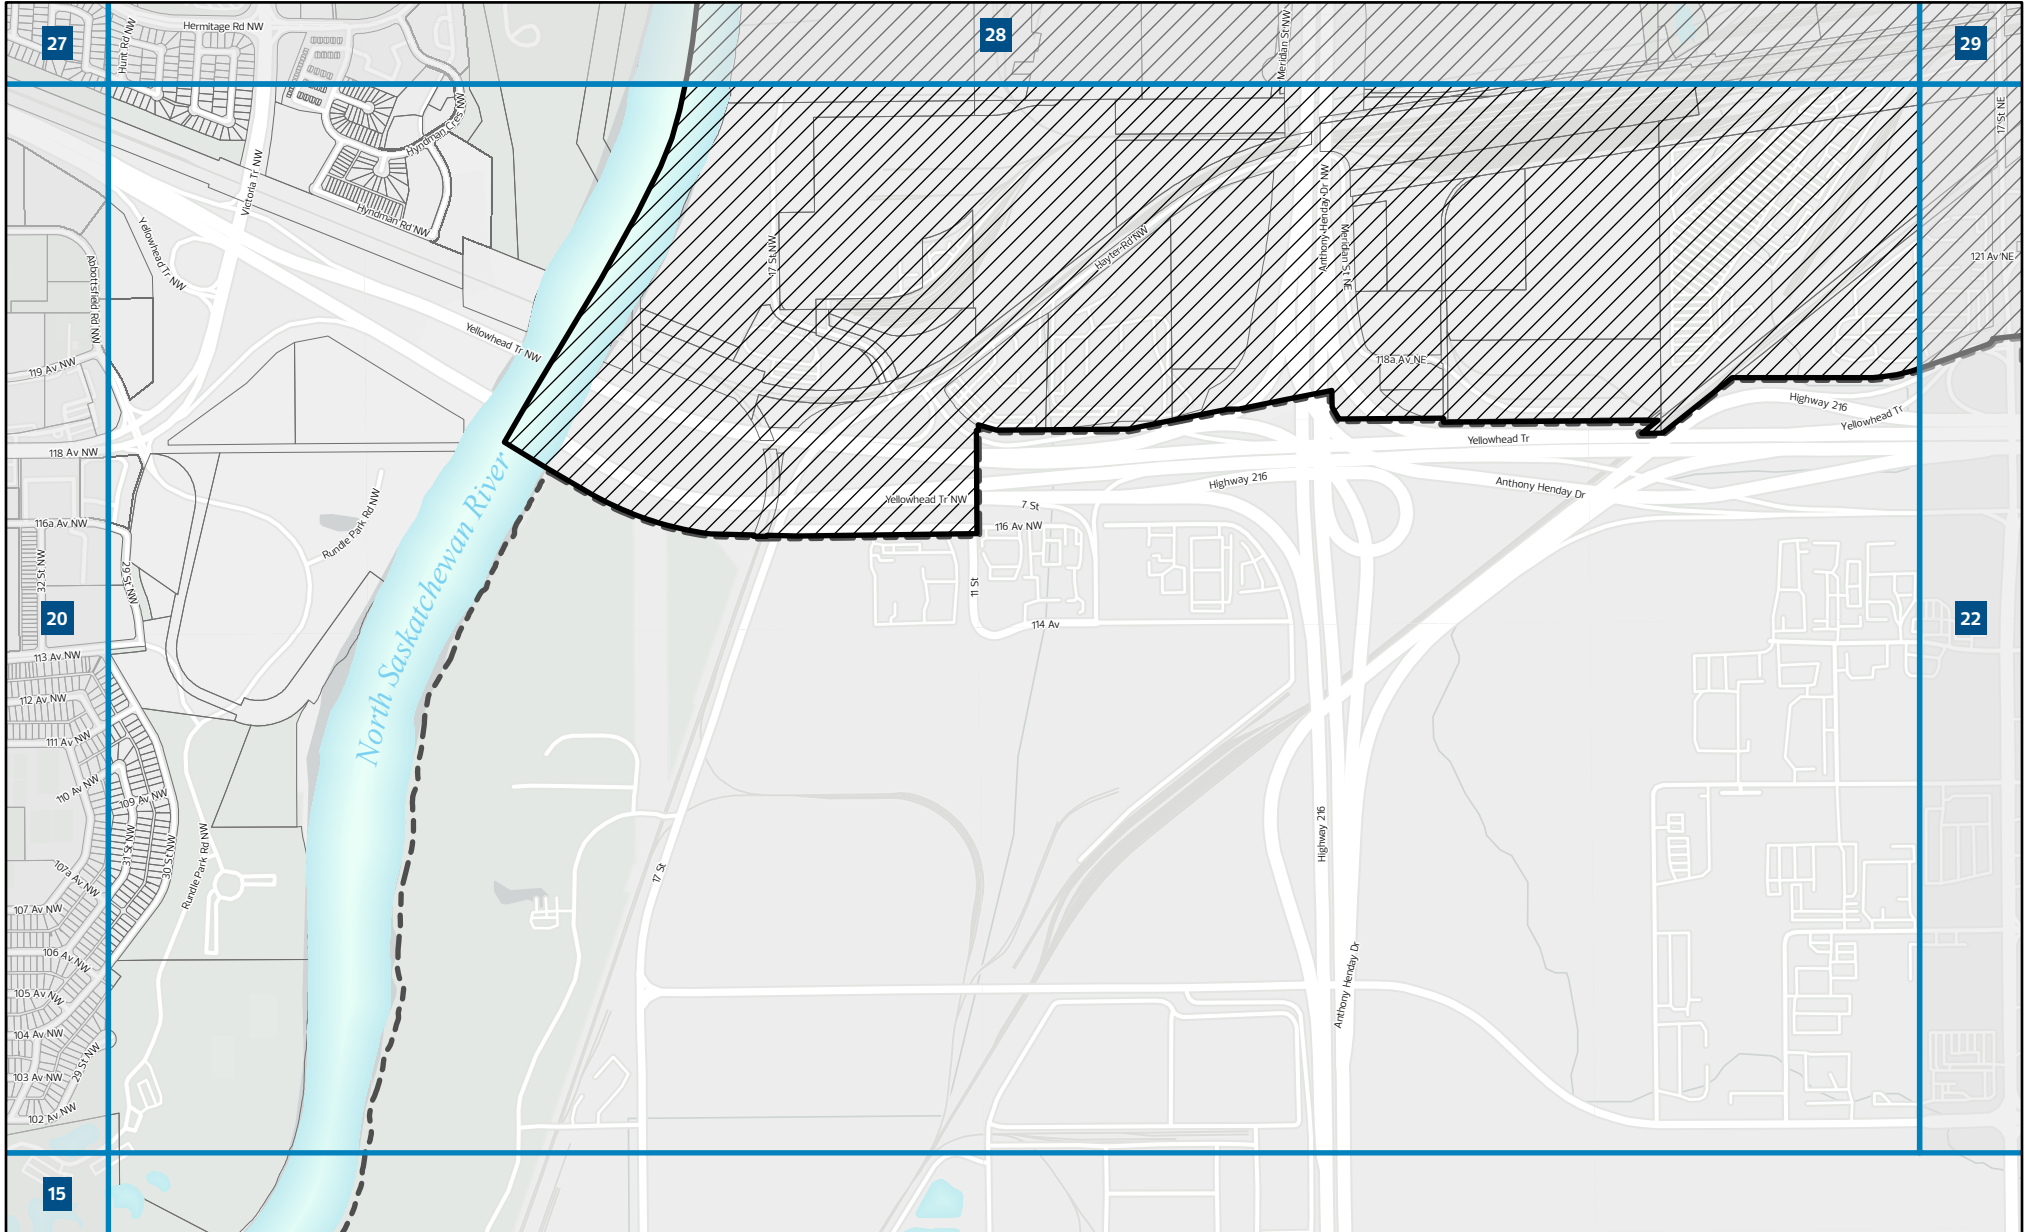 27
28
29
Hermitage Rd NW
Hunt Rd NW
Meridian St NW
17 St NE
Hyndman Cres NW
Victoria Tr NW
Hyndman Rd NW
Yellowhead Tr NW
Abbottsfield Rd NW
Yellowhead Tr NW
17 St NW
Hayter Rd NW
Anthony Henday Dr NW
Meridian St NE
121 Av NE
118a Av NE
119 Av NW
Highway 216
Yellowhead Tr
118 Av NW
Yellowhead Tr
Highway 216
Anthony Henday Dr
Yellowhead Tr NW
7 St
116 Av NW
116a Av NW
Rundle Park Rd NW
32 St NW
29 St NW
11 St
114 Av
North Saskatchewan River
20
22
113 Av NW
112 Av NW
111 Av NW
110 Av NW
109 Av NW
31 St NW
30 St NW
Rundle Park Rd NW
107a Av NW
107 Av NW
17 St
Highway 216
106 Av NW
105 Av NW
Anthony Henday Dr
104 Av NW
29 St NW
103 Av NW
102 Av NW
15